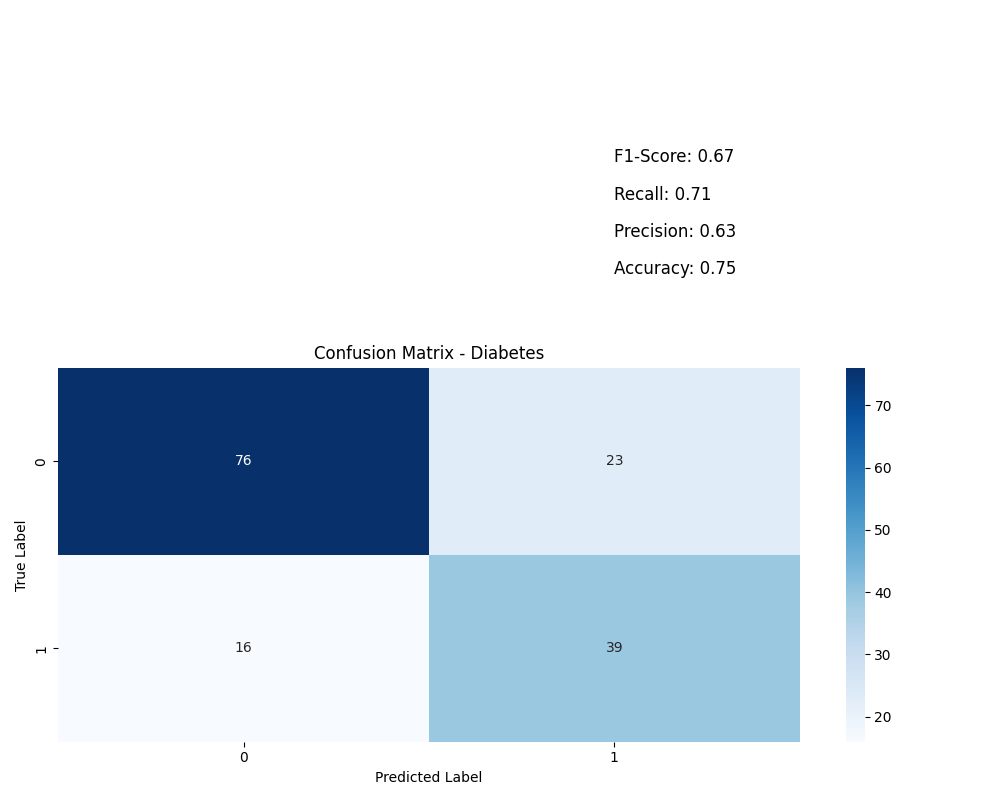 F1-Score: 0.67
Recall: 0.71
Precision: 0.63
Accuracy: 0.75
Confusion Matrix - Diabetes
True Label
0
76
23
1
16
39
0
1
Predicted Label
70
60
50
40
30
20